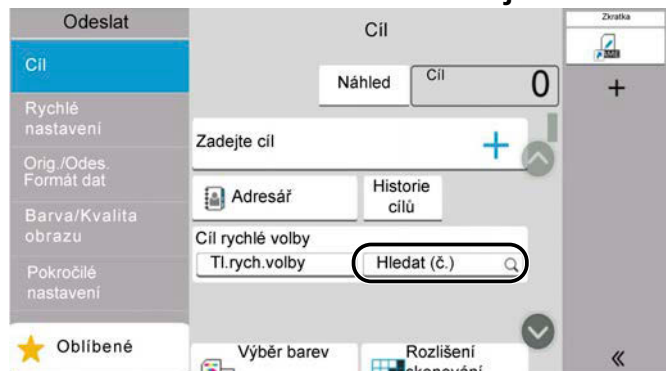 Odeslat
Cíl
Zkratka
Cíl
Náhled
Cíl
0
Rychlé
nastavení
Zadejte cíl
Orig./Odes.
Formát dat
Adresář
Historie
cílů
Barva/Kvalita
obrazu
Cíl rychlé volby
Tl.rych.volby
Hledat (č.)
Pokročilé
nastavení
Oblíbené
Výběr barev
Rozlišení
skenování